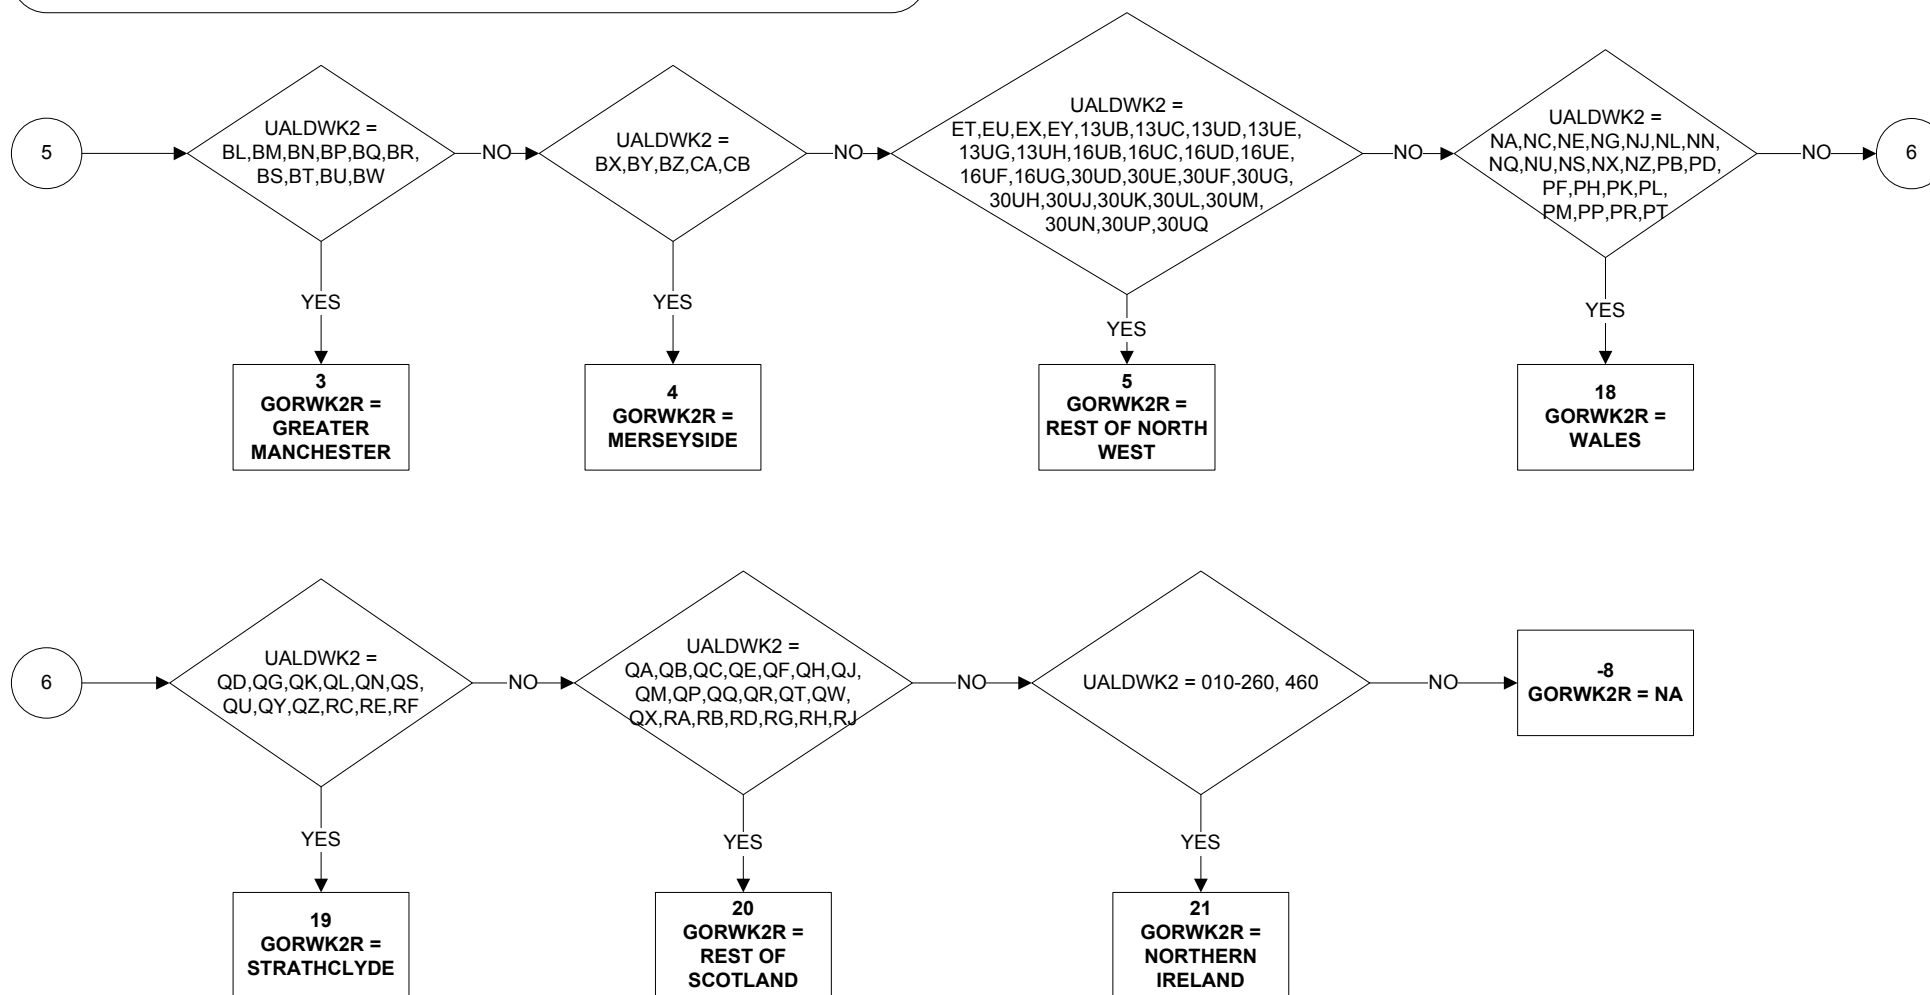 5
UALDWK2 =
BL,BM,BN,BP,BQ,BR,
BS,BT,BU,BW
NO
UALDWK2 =
BX,BY,BZ,CA,CB
NO
UALDWK2 =
ET,EU,EX,EY,13UB,13UC,13UD,13UE,
13UG,13UH,16UB,16UC,16UD,16UE,
16UF,16UG,30UD,30UE,30UF,30UG,
30UH,30UJ,30UK,30UL,30UM,
30UN,30UP,30UQ
NO
UALDWK2 =
NA,NC,NE,NG,NJ,NL,NN,
NQ,NU,NS,NX,NZ,PB,PD,
PF,PH,PK,PL,
PM,PP,PR,PT
NO
6
YES
YES
YES
YES
3
GORWK2R =
GREATER
MANCHESTER
4
GORWK2R =
MERSEYSIDE
5
GORWK2R =
REST OF NORTH
WEST
18
GORWK2R =
WALES
6
UALDWK2 =
QD,QG,QK,QL,QN,QS,
QU,QY,QZ,RC,RE,RF
NO
UALDWK2 =
QA,QB,QC,QE,QF,QH,QJ,
QM,QP,QQ,QR,QT,QW,
QX,RA,RB,RD,RG,RH,RJ
NO
UALDWK2 = 010-260, 460
NO
-8
GORWK2R = NA
YES
YES
YES
19
GORWK2R =
STRATHCLYDE
20
GORWK2R =
REST OF
SCOTLAND
21
GORWK2R =
NORTHERN
IRELAND